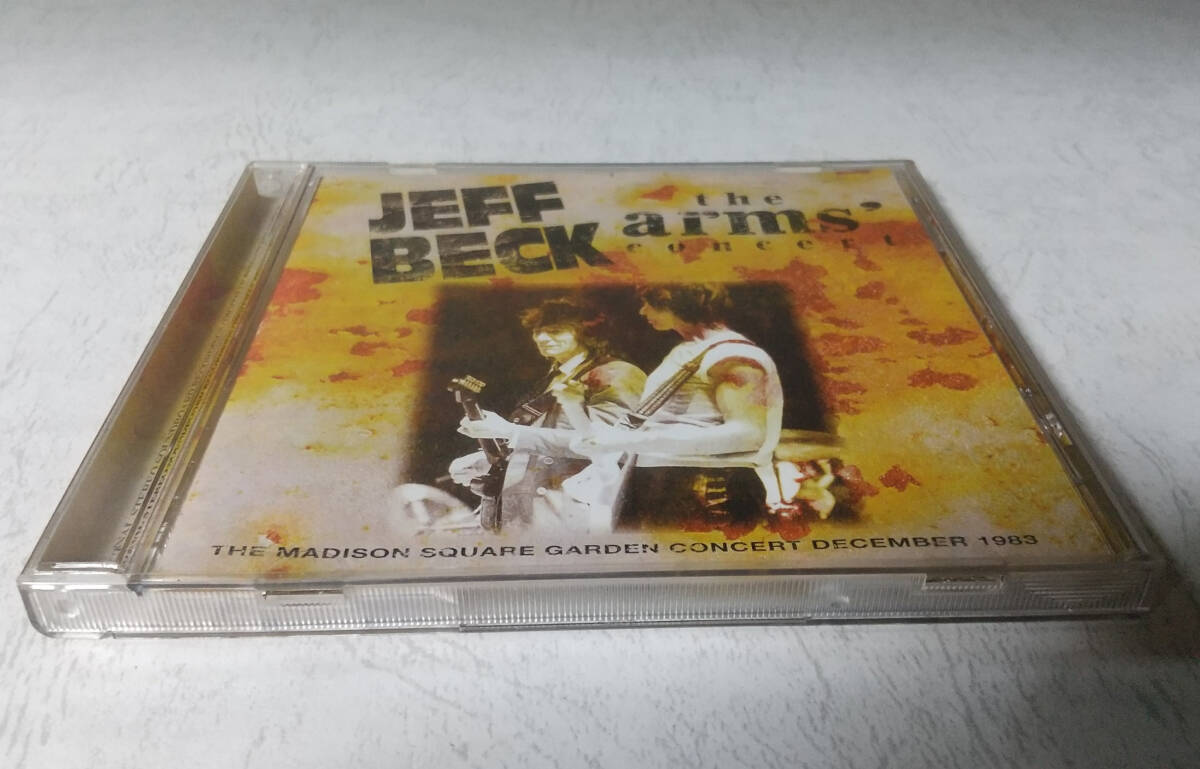 JEFF
BECK
the
arms'
concert
THE MADISON SQUARE GARDEN CONCERT DECEMBER 1983